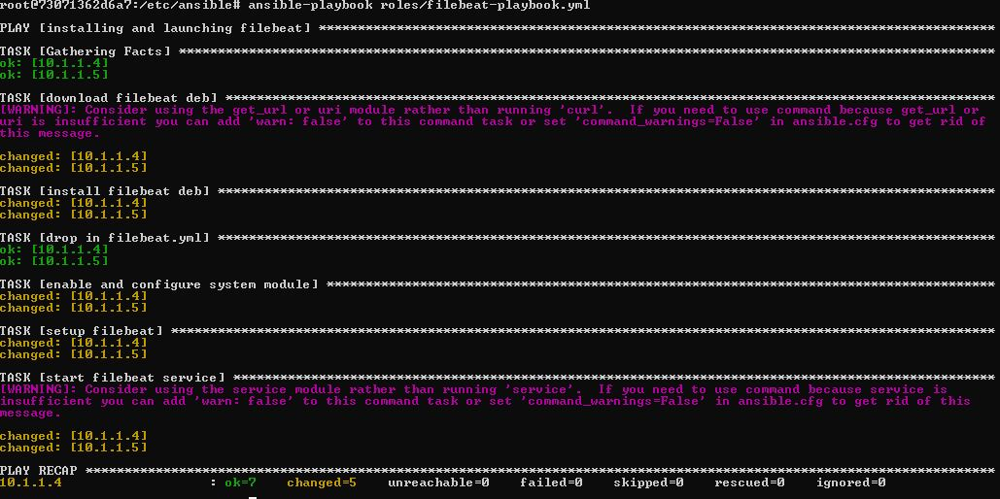 root@73071362d6a7:/etc/ansible# ansible-playbook roles/filebeat-playbook.yml
PLAY [installing and launching filebeat] ***************************************************************************************
TASK [Gathering Facts] *********************************************************************************************************
ok: [10.1.1.4]
ok: [10.1.1.5]
TASK [download filebeat deb] ***************************************************************************************************
[WARNING]: Consider using the get_url or uri module rather than running 'curl'.  If you need to use command because get_url or
uri is insufficient you can add 'warn: false' to this command task or set 'command_warnings=False' in ansible.cfg to get rid of
this message.
changed: [10.1.1.4]
changed: [10.1.1.5]
TASK [install filebeat deb] ****************************************************************************************************
changed: [10.1.1.4]
changed: [10.1.1.5]
TASK [drop in filebeat.yml] ****************************************************************************************************
ok: [10.1.1.4]
ok: [10.1.1.5]
TASK [enable and configure system module] **************************************************************************************
changed: [10.1.1.4]
changed: [10.1.1.5]
TASK [setup filebeat] **********************************************************************************************************
changed: [10.1.1.4]
changed: [10.1.1.5]
TASK [start filebeat service] **************************************************************************************************
[WARNING]: Consider using the service module rather than running 'service'.  If you need to use command because service is
insufficient you can add 'warn: false' to this command task or set 'command_warnings=False' in ansible.cfg to get rid of this
message.
changed: [10.1.1.4]
changed: [10.1.1.5]
PLAY RECAP *********************************************************************************************************************
10.1.1.4                   : ok=7    changed=5    unreachable=0    failed=0    skipped=0    rescued=0    ignored=0